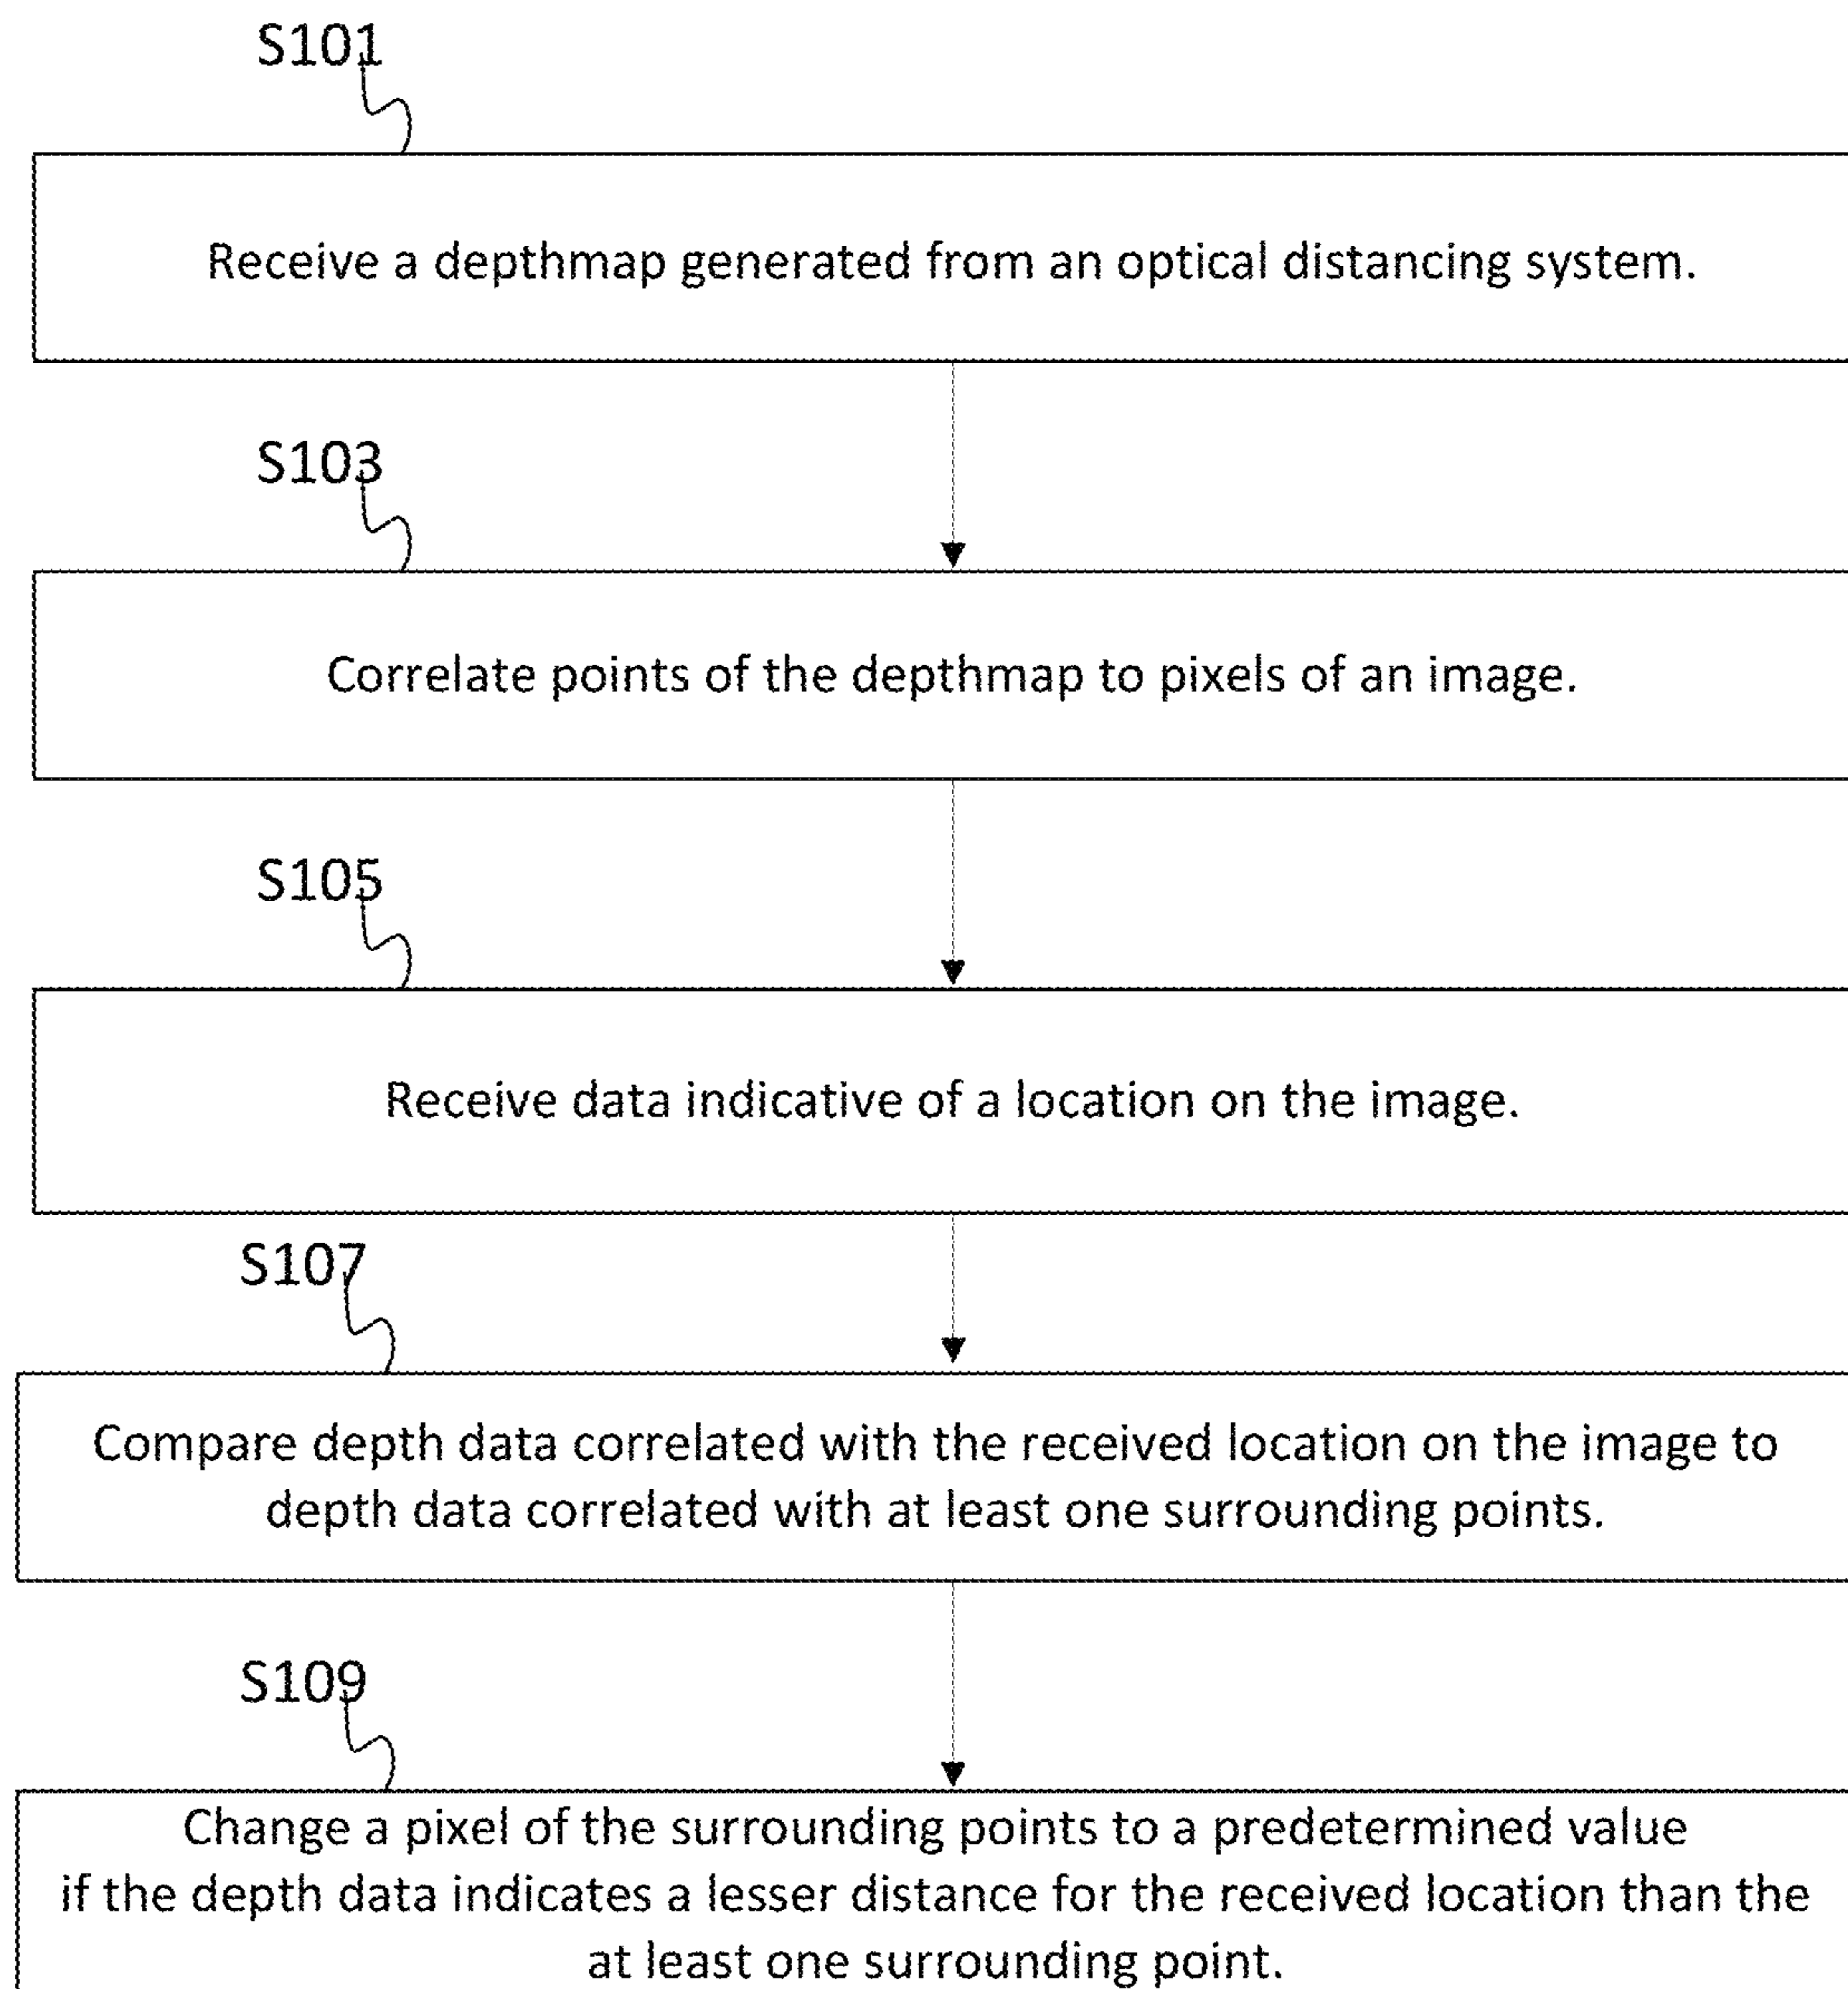 S101
Receive a depthmap generated from an optical distancing system.
S103
Correlate points of the depthmap to pixels of an image.
S105
Receive data indicative of a location on the image.
S107
Compare depth data correlated with the received location on the image to
depth data correlated with at least one surrounding points.
S109
Change a pixel of the surrounding points to a predetermined value
if the depth data indicates a lesser distance for the received location than the
at least one surrounding point.